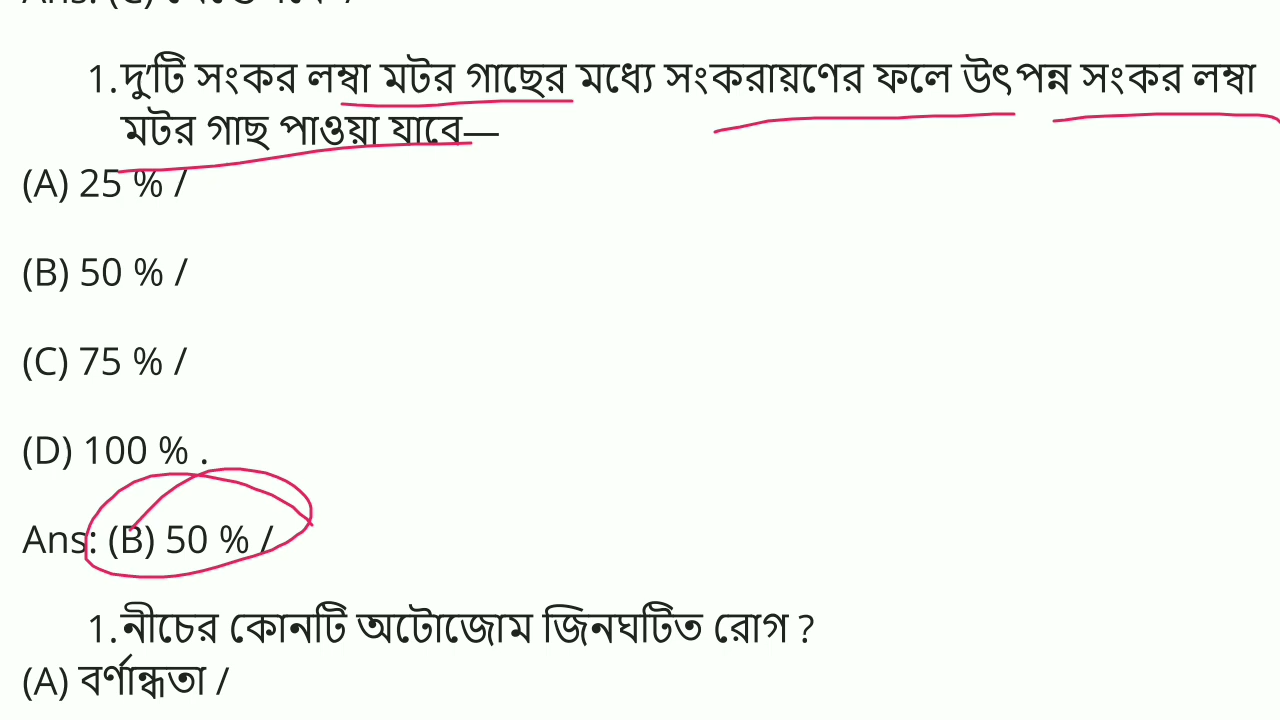 1. দু'টি সংকর লম্বা মটর গাছের মধ্যে সংকরায়ণের ফলে উৎপন্ন সংকর লম্বা
মটর গাছ পাওয়া যাবে—
(A) 25 % /
(B) 50 % /
(C) 75 % /
(D) 100 % .
Ans: (B) 50 % /
1. নীচের কোনটি অটোজোম জিনঘটিত রোগ ?
(A) বর্ণান্ধতা /